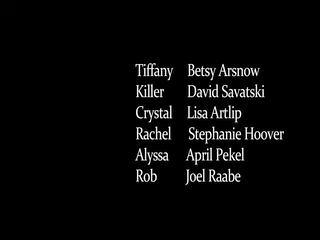 Tiffany Betsy Arsnow
Killer David Savatski
Crystal Lisa Artlip
Rachel Stephanie Hoover
Alyssa April Pekel
Rob Joel Raabe